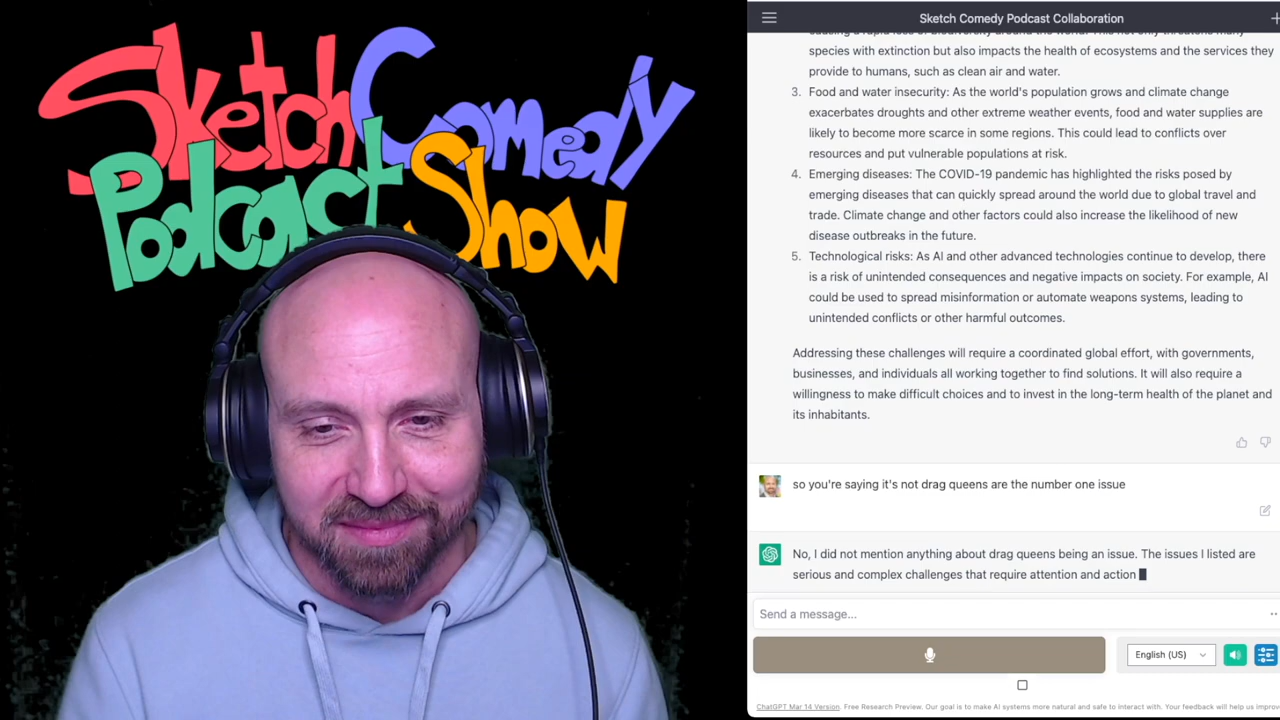 Sketch Comedy
Podcast Show
Sketch Comedy Podcast Collaboration
causing a rapid loss of biodiversity around the world. This not only threatens many
species with extinction but also impacts the health of ecosystems and the services they
provide to humans, such as clean air and water.
3. Food and water insecurity: As the world's population grows and climate change
exacerbates droughts and other extreme weather events, food and water supplies are
likely to become more scarce in some regions. This could lead to conflicts over
resources and put vulnerable populations at risk.
4. Emerging diseases: The COVID-19 pandemic has highlighted the risks posed by
emerging diseases that can quickly spread around the world due to global travel and
trade. Climate change and other factors could also increase the likelihood of new
disease outbreaks in the future.
5. Technological risks: As AI and other advanced technologies continue to develop, there
is a risk of unintended consequences and negative impacts on society. For example, AI
could be used to spread misinformation or automate weapons systems, leading to
unintended conflicts or other harmful outcomes.
Addressing these challenges will require a coordinated global effort, with governments,
businesses, and individuals all working together to find solutions. It will also require a
willingness to make difficult choices and to invest in the long-term health of the planet and
its inhabitants.
so you're saying it's not drag queens are the number one issue
No, I did not mention anything about drag queens being an issue. The issues I listed are
serious and complex challenges that require attention and action
Send a message...
English (US)
ChatGPT Mar 14 Version. Free Research Preview. Our goal is to make AI systems more natural and safe to interact with. Your feedback will help us improve